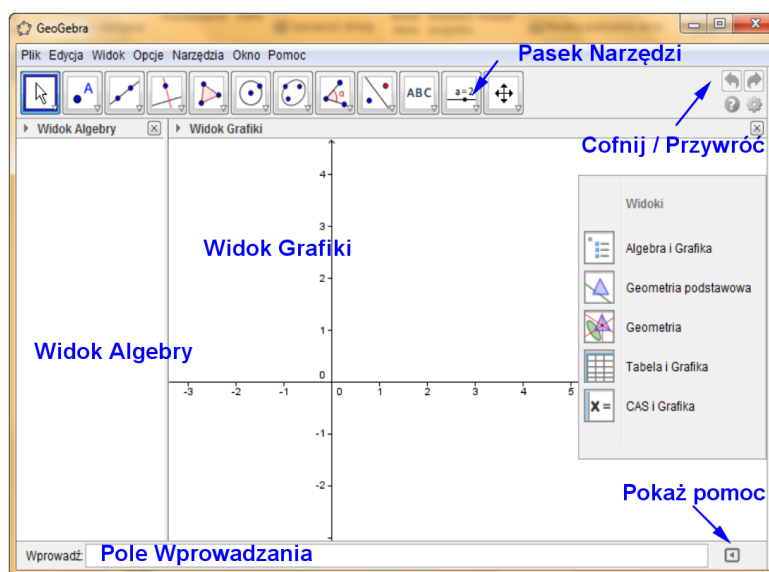 GeoGebra
Plik Edycja Widok Opcje Narzędzia Okno Pomoc
Pasek Narzędzi
A
α
ABC
a=2
Cofnij / Przywróć
Widok Algebry
Widok Grafiki
Widok Grafiki
Widok Algebry
4
3
2
1
0
-1
-2
-3 -2 -1 0 1 2 3 4 5
Widoki
Algebra i Grafika
Geometria podstawowa
Geometria
Tabela i Grafika
X = CAS i Grafika
Pokaż pomoc
Wprowadź:
Pole Wprowadzania